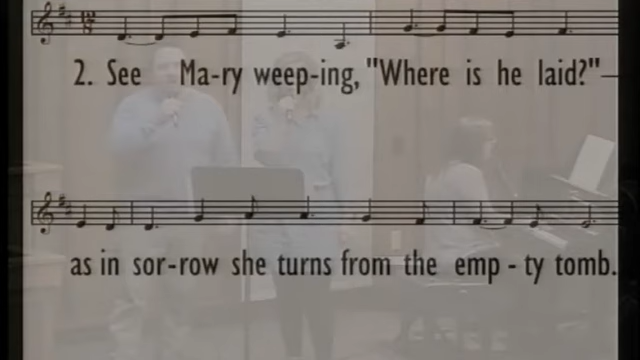 2. See Ma-ry weep-ing, "Where is he laid?"
as in sor-row she turns from the emp - ty tomb.